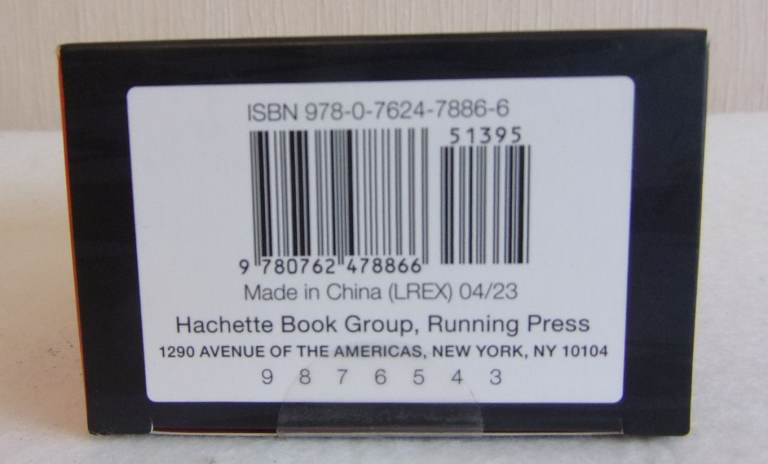 ISBN 978-0-7624-7886-6
51395
9 780762 478866
Made in China (LREX) 04/23
Hachette Book Group, Running Press
1290 AVENUE OF THE AMERICAS, NEW YORK, NY 10104
9 8 7 6 5 4 3